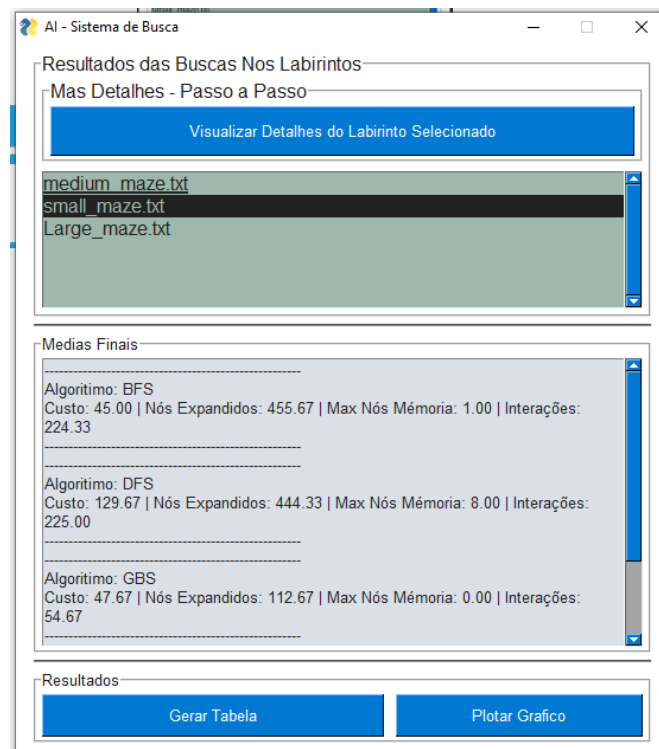 AI - Sistema de Busca
Resultados das Buscas Nos Labirintos
Mas Detalhes - Passo a Passo
Visualizar Detalhes do Labirinto Selecionado
medium_maze.txt
small_maze.txt
Large_maze.txt
Medias Finais
------------------------------------------------------
Algoritimo: BFS
Custo: 45.00 | Nós Expandidos: 455.67 | Max Nós Mémoria: 1.00 | Interações:
224.33
------------------------------------------------------
------------------------------------------------------
Algoritimo: DFS
Custo: 129.67 | Nós Expandidos: 444.33 | Max Nós Mémoria: 8.00 | Interações:
225.00
------------------------------------------------------
------------------------------------------------------
Algoritimo: GBS
Custo: 47.67 | Nós Expandidos: 112.67 | Max Nós Mémoria: 0.00 | Interações:
54.67
------------------------------------------------------
Resultados
Gerar Tabela
Plotar Grafico